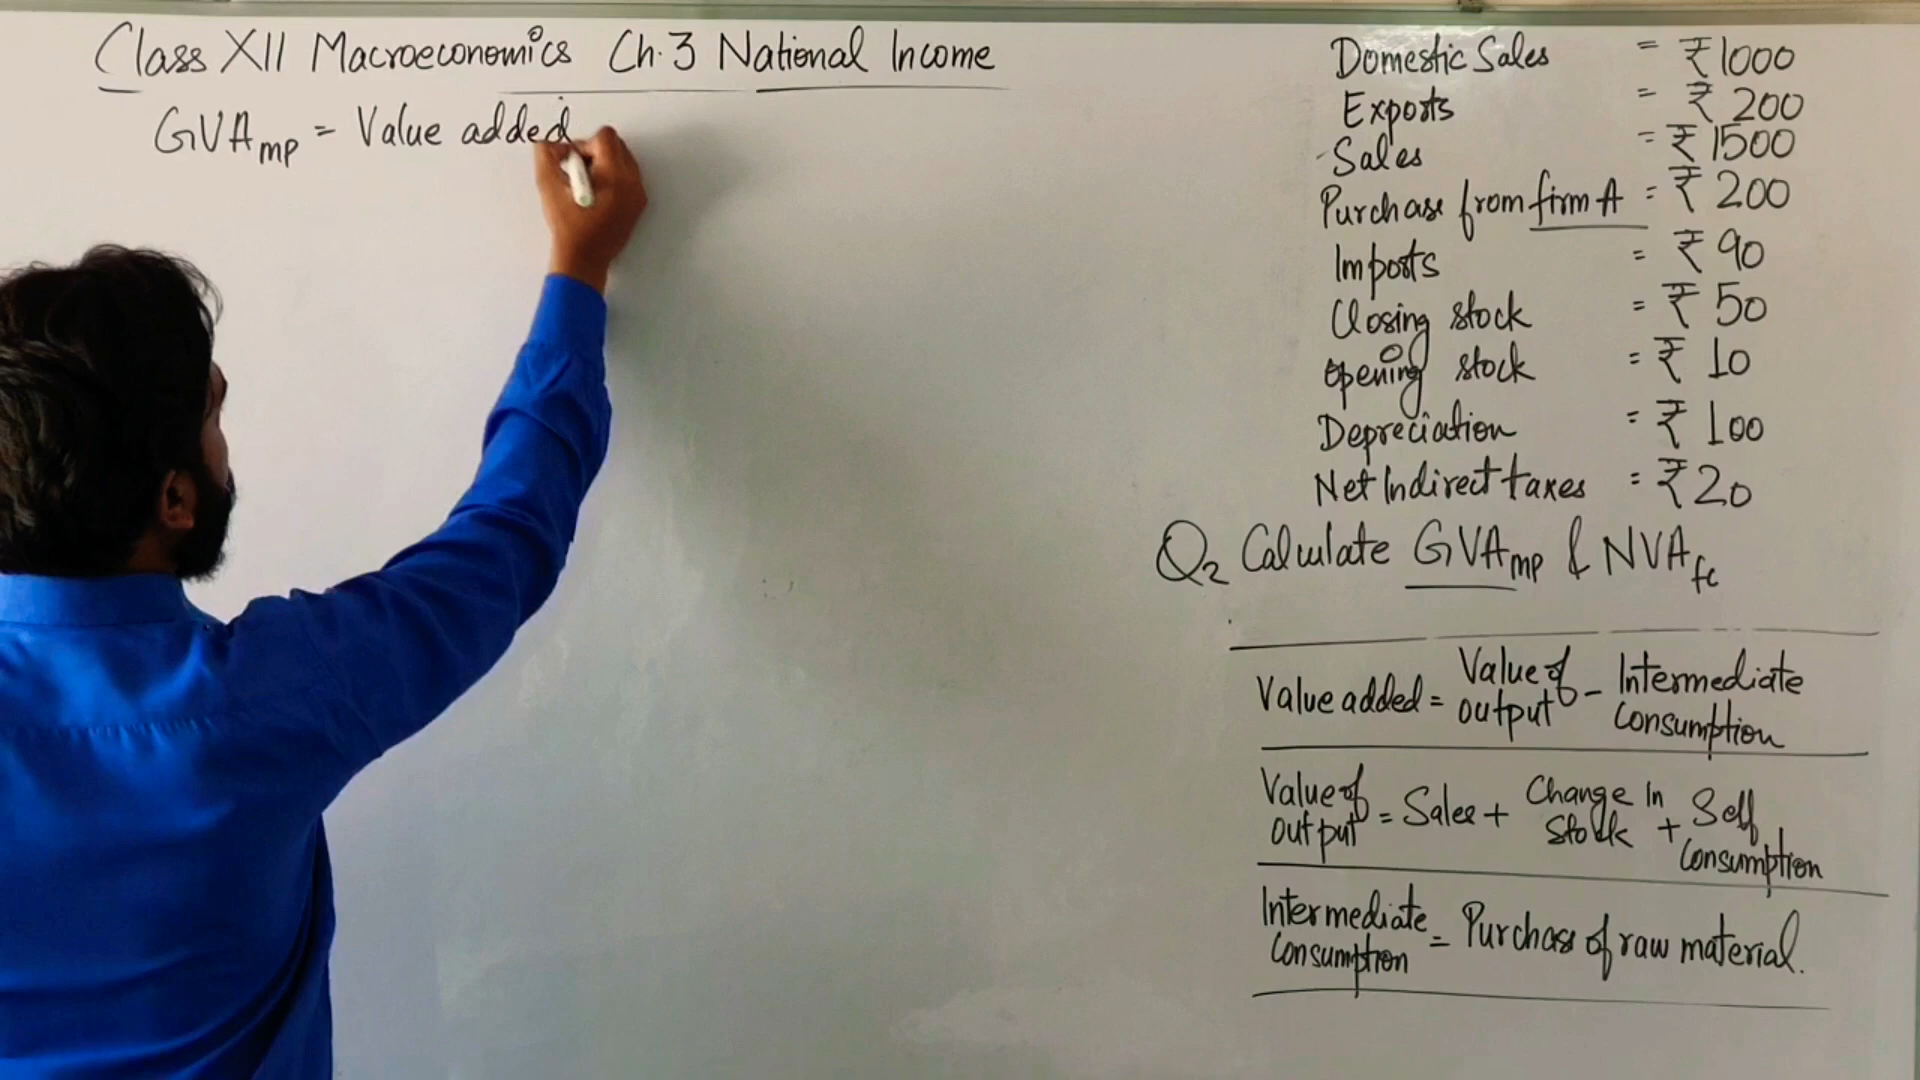 Class XII Macroeconomics Ch.3 National Income
GVAmp = Value added
Domestic Sales = ₹1000
Exports = ₹ 200
Sales = ₹1500
Purchase from firm A = ₹ 200
Imports = ₹ 90
Closing stock = ₹ 50
Opening stock = ₹ 10
Depreciation = ₹ 100
Net Indirect taxes = ₹20
Q2 Calculate GVAmp & NVAfc
Value added = Value of output - Intermediate consumption
Value of output = Sales + Change in stock + Self consumption
Intermediate consumption = Purchase of raw material.